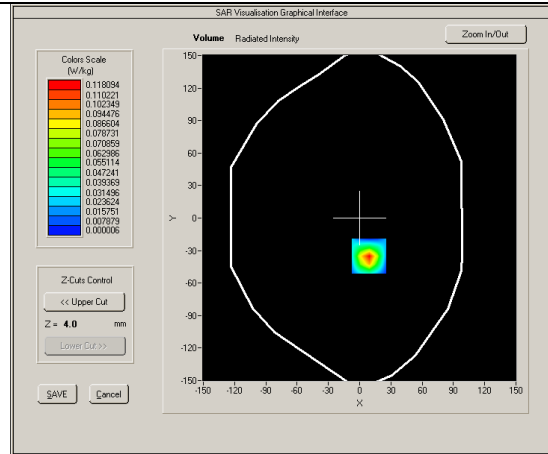 SAR Visualisation Graphical Interface
Volume Radiated Intensity
Zoom In/Out
Colors Scale
(W/kg)
0.118094
0.110221
0.102349
0.094476
0.086604
0.078731
0.070859
0.062986
0.055114
0.047241
0.039369
0.031496
0.023624
0.015751
0.007879
0.000006
Z-Cuts Control
<< Upper Cut
Z = 4.0 mm
Lower Cut >>
SAVE Cancel
150
120
90
60
30
0
-30
-60
-90
-120
-150
Y
-150 -120 -90 -60 -30 0 30 60 90 120 150
X